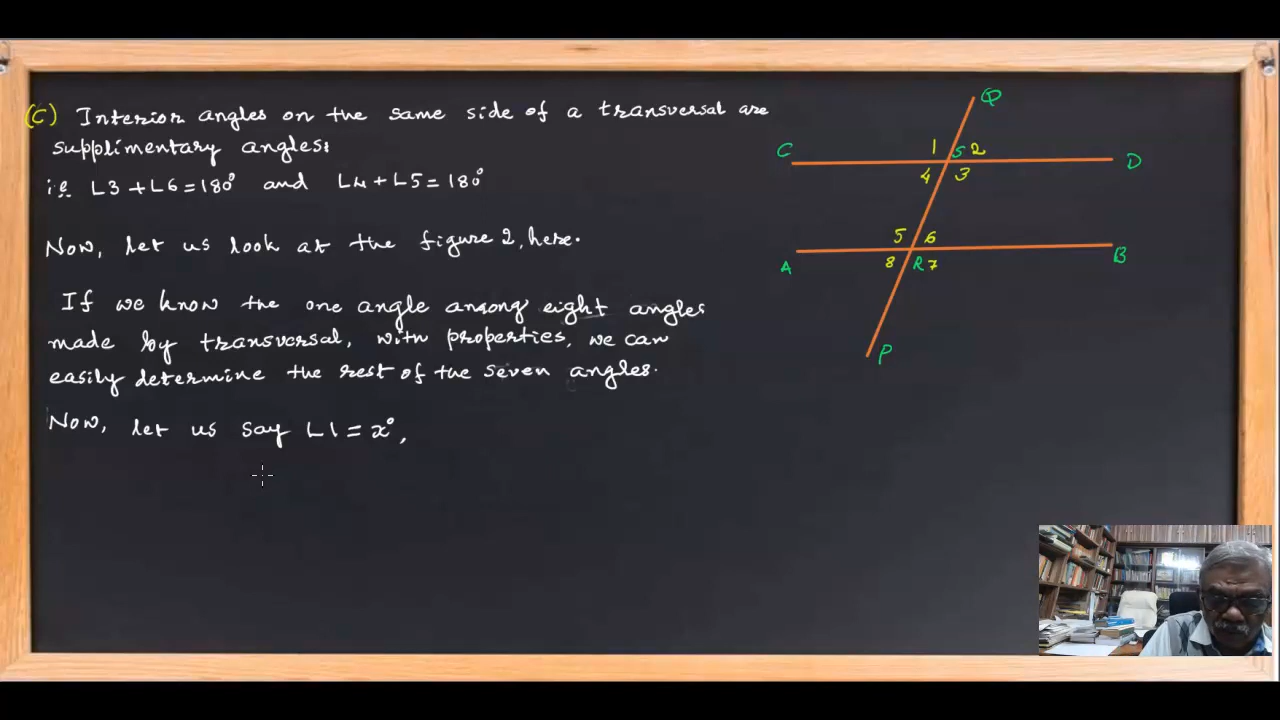 (C) Interior angles on the same side of a transversal are
supplimentary angles:
i.e ∠3 + ∠6 = 180° and ∠4 + ∠5 = 180°
Now, let us look at the figure 2, here.
If we know the one angle among eight angles
made by transversal, with properties, we can
easily determine the rest of the seven angles.
Now, let us say ∠1 = x°,
Q
C 1 S 2 D
4 3
5 6
A 8 R 7 B
P